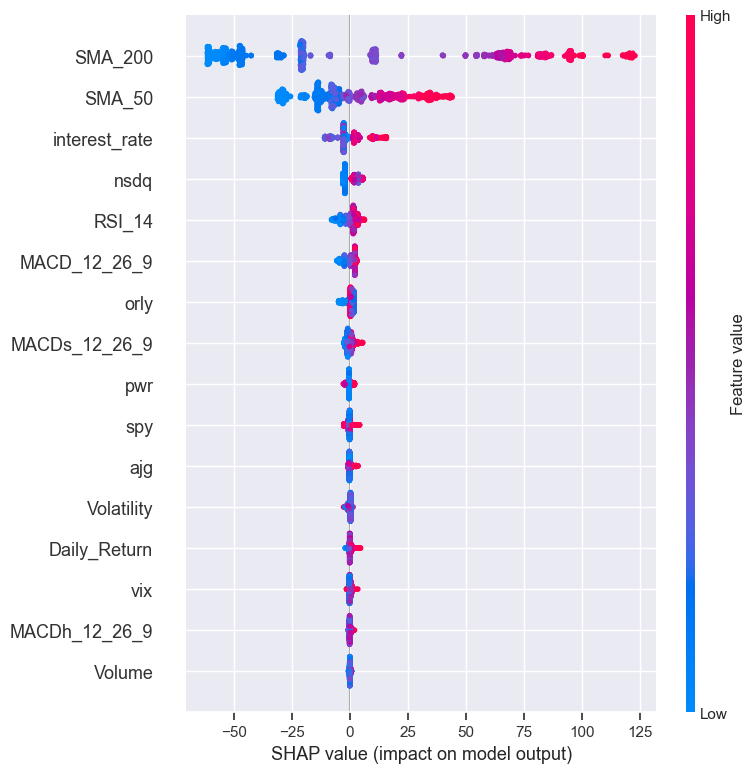 High
SMA_200
SMA_50
interest_rate
nsdq
RSI_14
MACD_12_26_9
orly
MACDs_12_26_9
pwr
spy
ajg
Volatility
Daily_Return
vix
MACDh_12_26_9
Volume
Feature value
Low
−50 −25 0 25 50 75 100 125
SHAP value (impact on model output)